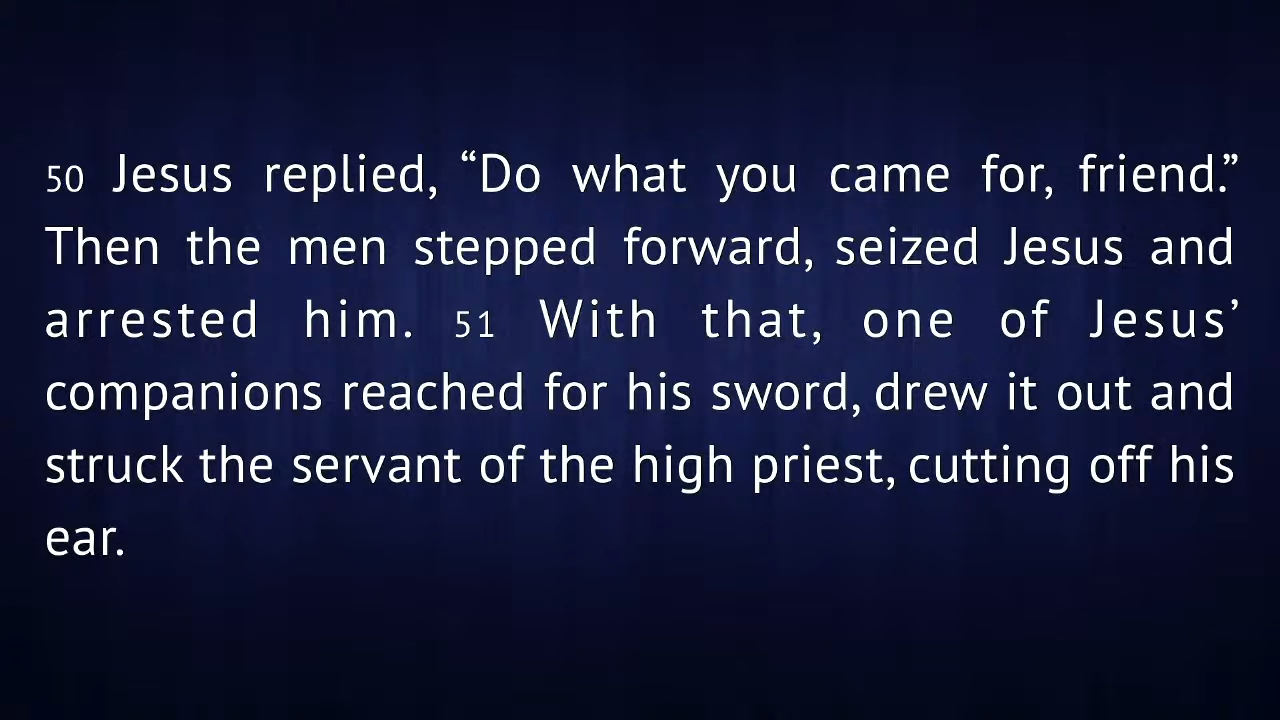 50 Jesus replied, “Do what you came for, friend.”
Then the men stepped forward, seized Jesus and
arrested him. 51 With that, one of Jesus’
companions reached for his sword, drew it out and
struck the servant of the high priest, cutting off his
ear.